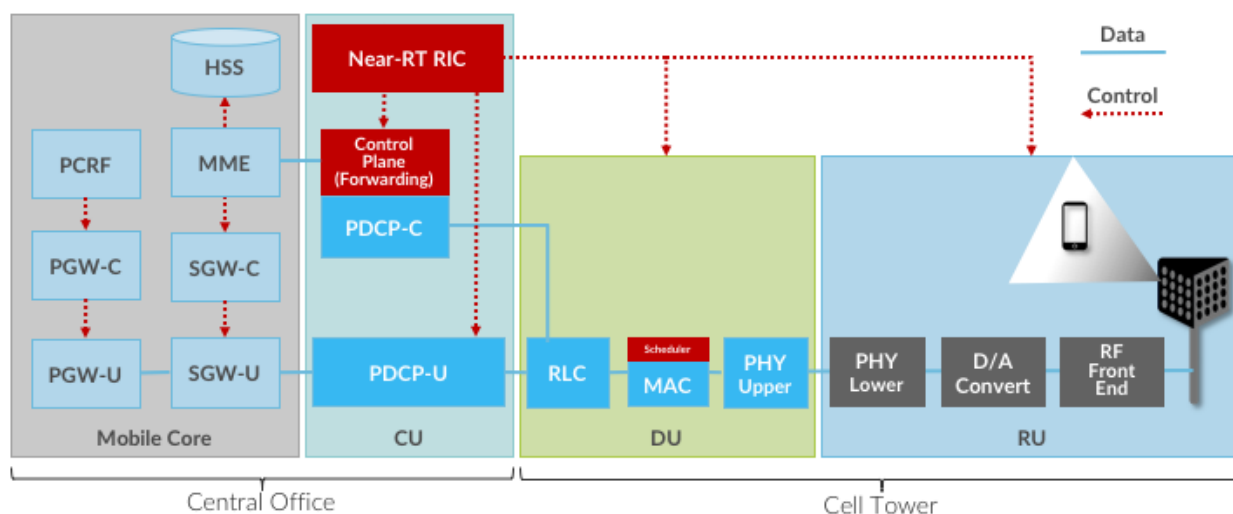 HSS
Near-RT RIC
Data
Control
PCRF
MME
Control
Plane
(Forwarding)
PDCP-C
PGW-C
SGW-C
PGW-U
SGW-U
PDCP-U
RLC
Scheduler
MAC
PHY
Upper
PHY
Lower
D/A
Convert
RF
Front
End
Mobile Core
CU
DU
RU
Central Office
Cell Tower